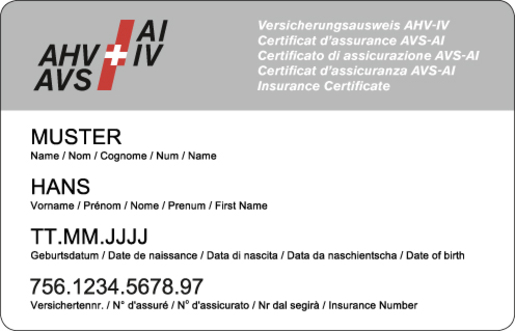 AHV AVS
AI IV
Versicherungsausweis AHV-IV
Certificat d'assurance AVS-AI
Certificato di assicurazione AVS-AI
Certificat d'assicuranza AVS-AI
Insurance Certificate
MUSTER
Name / Nom / Cognome / Num / Name
HANS
Vorname / Prénom / Nome / Prenum / First Name
TT.MM.JJJJ
Geburtsdatum / Date de naissance / Data di nascita / Data da naschientscha / Date of birth
756.1234.5678.97
Versichertennr. / N° d'assuré / N° d'assicurato / Nr dal segirà / Insurance Number